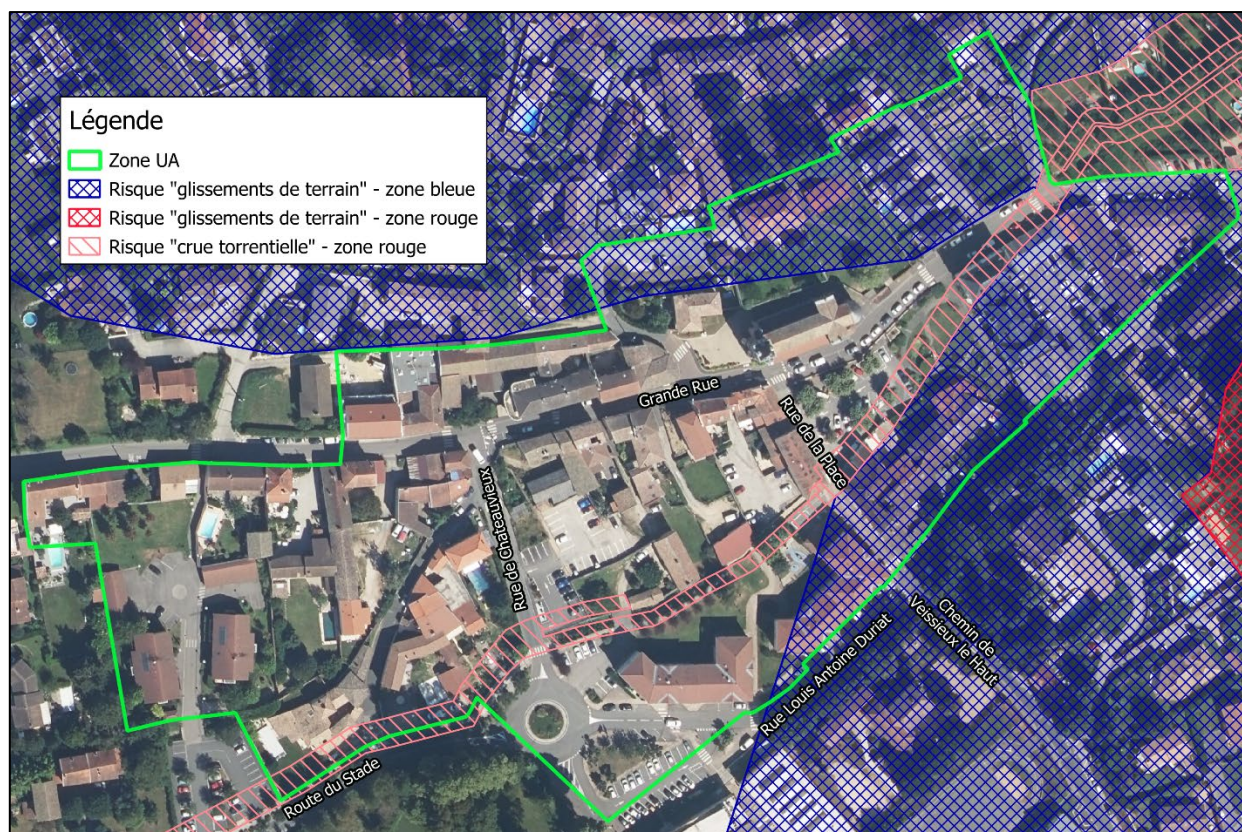 Légende
Zone UA
Risque "glissements de terrain" - zone bleue
Risque "glissements de terrain" - zone rouge
Risque "crue torrentielle" - zone rouge
Grande Rue
Rue de la Place
Rue de Chateauvieux
Chemin de
Veissieux le Haut
Rue Louis Antoine Duriat
Route du Stade